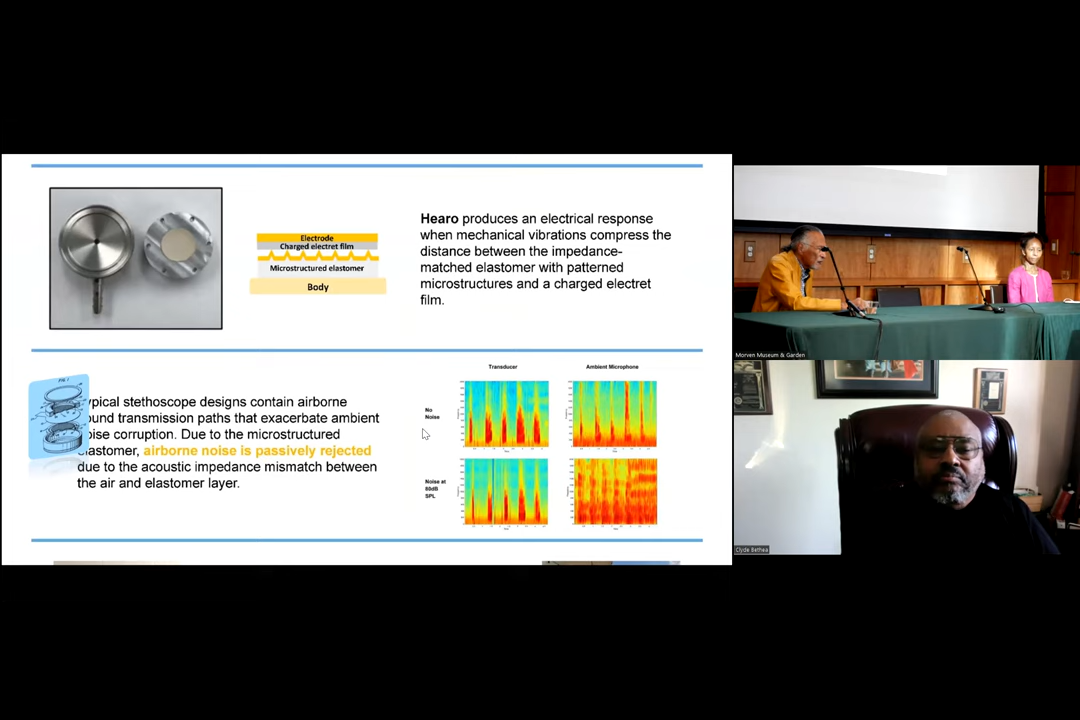 Electrode
Charged electret film
Microstructured elastomer
Body
Hearo produces an electrical response
when mechanical vibrations compress the
distance between the impedance-
matched elastomer with patterned
microstructures and a charged electret
film.
Morven Museum & Garden
FIG. 1
ypical stethoscope designs contain airborne
ound transmission paths that exacerbate ambient
oise corruption. Due to the microstructured
elastomer, airborne noise is passively rejected
due to the acoustic impedance mismatch between
the air and elastomer layer.
Transducer
Ambient Microphone
No
Noise
Noise at
80dB
SPL
Clyde Bethea